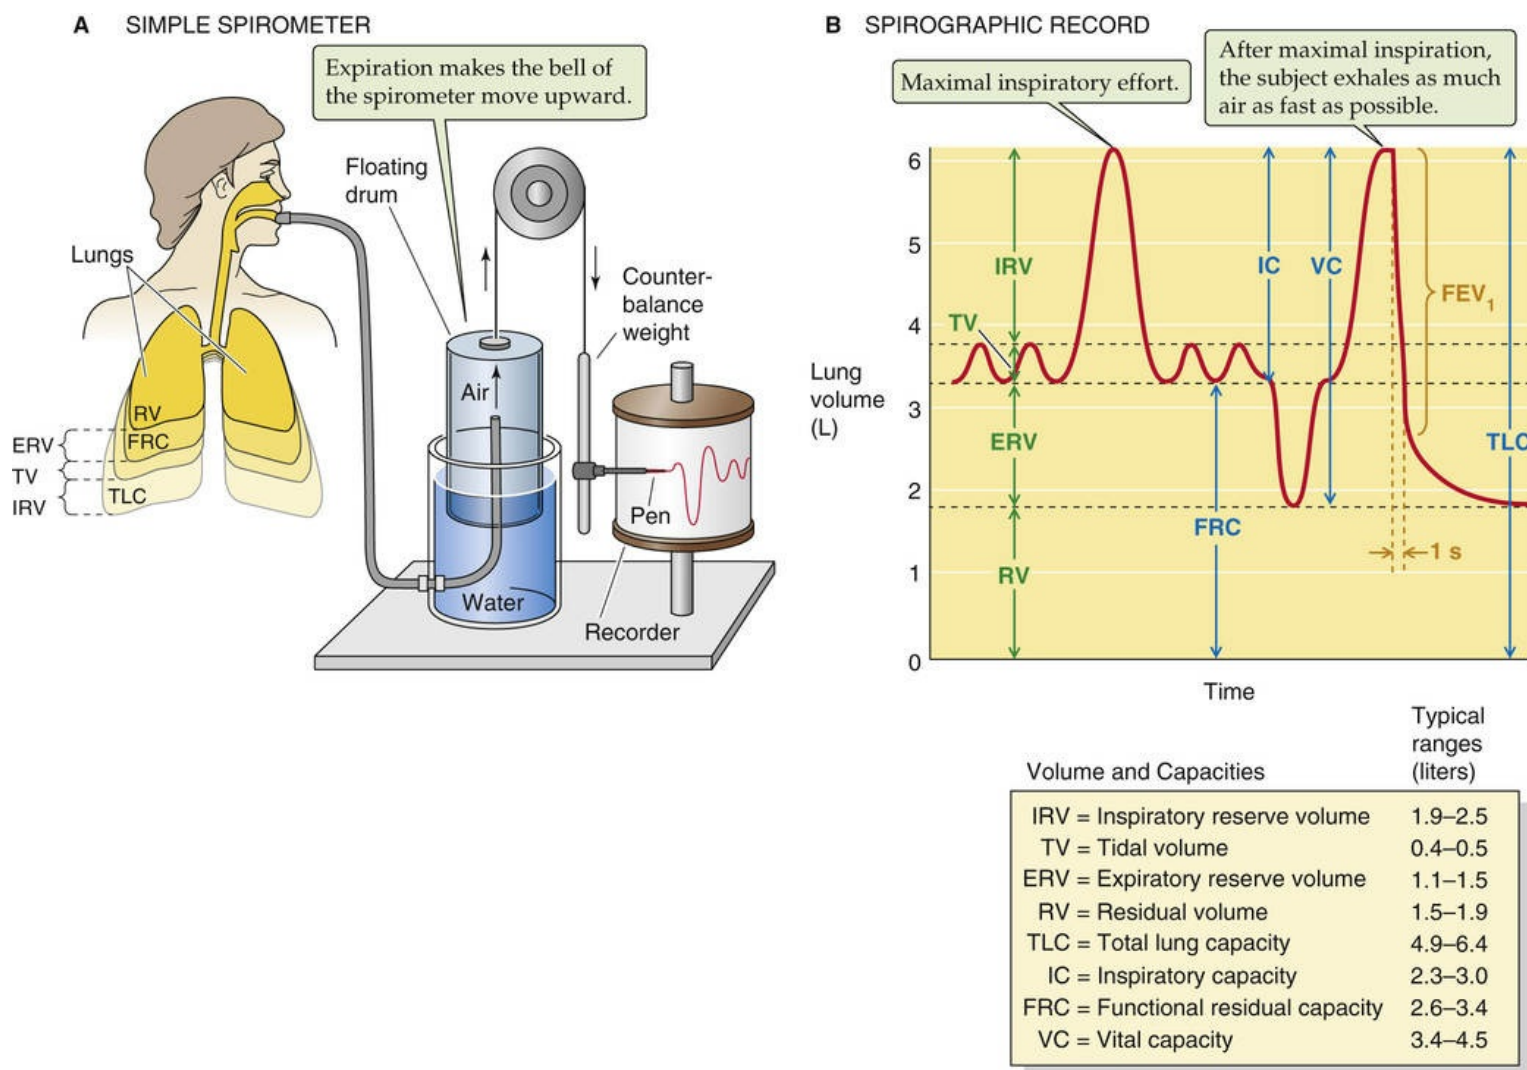 A SIMPLE SPIROMETER
Expiration makes the bell of
the spirometer move upward.
Floating
drum
Lungs
Counter-
balance
weight
Air
RV
FRC
TLC
ERV
TV
IRV
Pen
Water
Recorder
B SPIROGRAPHIC RECORD
Maximal inspiratory effort.
After maximal inspiration,
the subject exhales as much
air as fast as possible.
Lung
volume
(L)
6
5
4
3
2
1
0
IRV
TV
ERV
RV
FRC
IC
VC
FEV1
TLC
1 s
Time
Volume and Capacities
Typical
ranges
(liters)
IRV = Inspiratory reserve volume 1.9–2.5
TV = Tidal volume 0.4–0.5
ERV = Expiratory reserve volume 1.1–1.5
RV = Residual volume 1.5–1.9
TLC = Total lung capacity 4.9–6.4
IC = Inspiratory capacity 2.3–3.0
FRC = Functional residual capacity 2.6–3.4
VC = Vital capacity 3.4–4.5